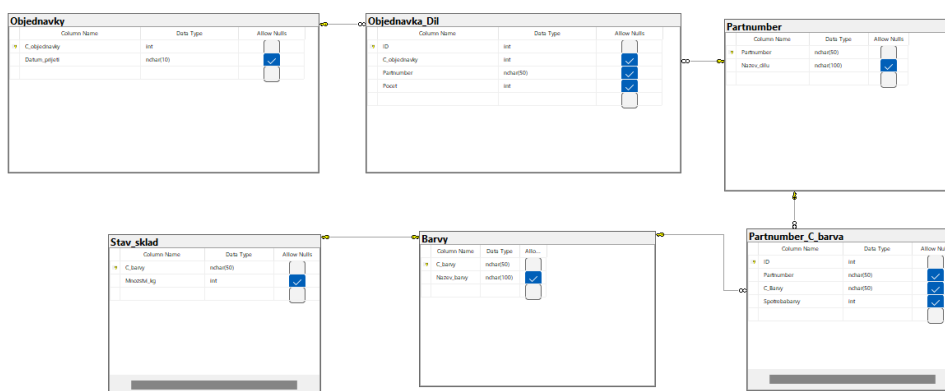 Objednavky
Column Name Data Type Allow Nulls
C_objednavky int
Datum_prijeti nchar(10)
Objednavka_Dil
Column Name Data Type Allow Nulls
ID int
C_objednavky int
Partnumber nchar(50)
Pocet int
Partnumber
Column Name Data Type Allow Nulls
Partnumber nchar(50)
Nazev_dilu nchar(100)
Stav_sklad
Column Name Data Type Allow Nulls
C_barvy nchar(50)
Mnozstvi_kg int
Barvy
Column Name Data Type Allo...
C_barvy nchar(50)
Nazev_barvy nchar(100)
Partnumber_C_barva
Column Name Data Type Allow Nul
ID int
Partnumber nchar(50)
C_Barvy nchar(50)
Spotrebabarvy int